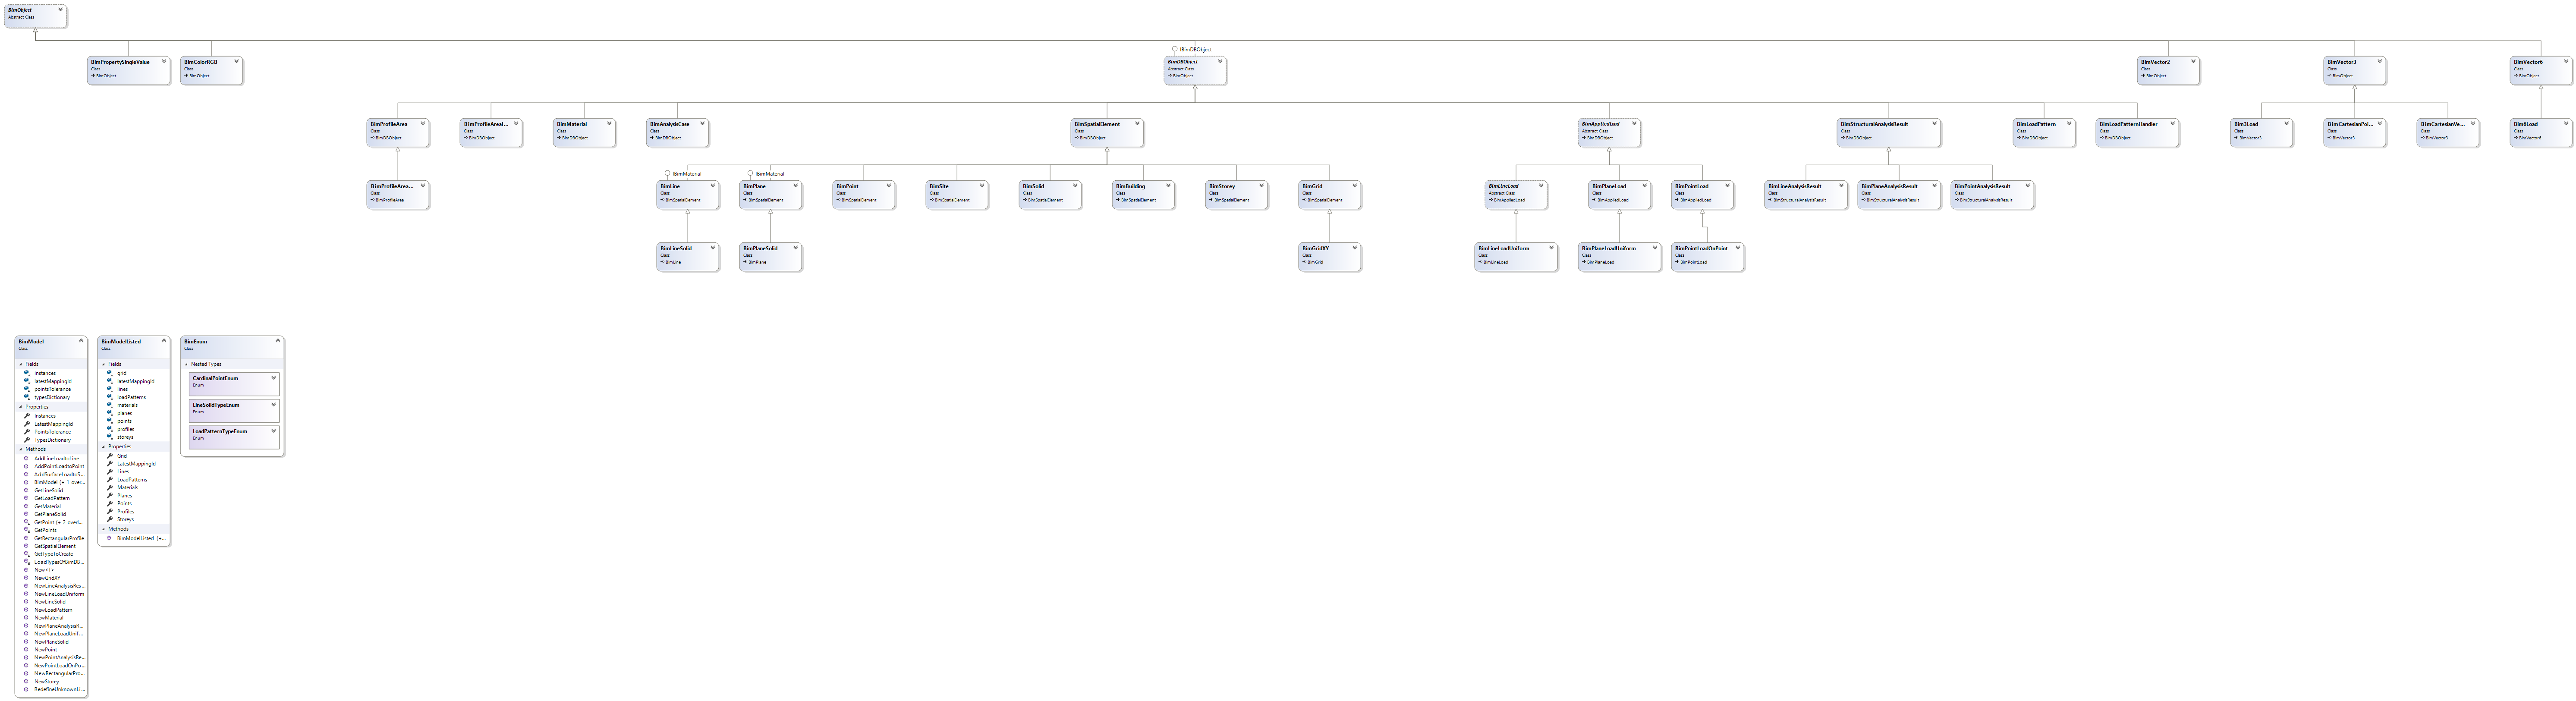 BimObject
Abstract Class
IBimDBObject
BimPropertySingleValue
Class
BimObject
BimColorRGB
Class
BimObject
BimDBObject
Abstract Class
BimObject
BimVector2
Class
BimObject
BimVector3
Class
BimObject
BimVector6
Class
BimObject
BimProfileArea
Class
BimDBObject
BimProfileAreaI ...
Class
BimDBObject
BimMaterial
Class
BimDBObject
BimAnalysisCase
Class
BimDBObject
BimSpatialElement
Class
BimDBObject
BimAppliedLoad
Abstract Class
BimDBObject
BimStructuralAnalysisResult
Class
BimDBObject
BimLoadPattern
Class
BimDBObject
BimLoadPatternHandler
Class
BimDBObject
Bim3Load
Class
BimVector3
BimCartesianPoi...
Class
BimVector3
BimCartesianVe...
Class
BimVector3
Bim6Load
Class
BimVector6
IBimMaterial
IBimMaterial
BimProfileArea...
Class
BimProfileArea
BimLine
Class
BimSpatialElement
BimPlane
Class
BimSpatialElement
BimPoint
Class
BimSpatialElement
BimSite
Class
BimSpatialElement
BimSolid
Class
BimSpatialElement
BimBuilding
Class
BimSpatialElement
BimStorey
Class
BimSpatialElement
BimGrid
Class
BimSpatialElement
BimLineLoad
Abstract Class
BimAppliedLoad
BimPlaneLoad
Class
BimAppliedLoad
BimPointLoad
Class
BimAppliedLoad
BimLineAnalysisResult
Class
BimStructuralAnalysisResult
BimPlaneAnalysisResult
Class
BimStructuralAnalysisResult
BimPointAnalysisResult
Class
BimStructuralAnalysisResult
BimLineSolid
Class
BimLine
BimPlaneSolid
Class
BimPlane
BimGridXY
Class
BimGrid
BimLineLoadUniform
Class
BimLineLoad
BimPlaneLoadUniform
Class
BimPlaneLoad
BimPointLoadOnPoint
Class
BimPointLoad
BimModel
Class
Fields
instances
latestMappingId
pointsTolerance
typesDictionary
Properties
Instances
LatestMappingId
PointsTolerance
TypesDictionary
Methods
AddLineLoadtoLine
AddPointLoadtoPoint
AddSurfaceLoadtoS...
BimModel (+ 1 over...
GetLineSolid
GetLoadPattern
GetMaterial
GetPlaneSolid
GetPoint (+ 2 overl...
GetPoints
GetRectangularProfile
GetSpatialElement
GetTypeToCreate
LoadTypesOfBimDB...
New<T>
NewGridXY
NewLineAnalysisRes...
NewLineLoadUniform
NewLineSolid
NewLoadPattern
NewMaterial
NewPlaneAnalysisR...
NewPlaneLoadUnif...
NewPlaneSolid
NewPoint
NewPointAnalysisRe...
NewPointLoadOnPo...
NewRectangularPro...
NewStorey
RedefineUnknownLi...
BimModelListed
Class
Fields
grid
latestMappingId
lines
loadPatterns
materials
planes
points
profiles
storeys
Properties
Grid
LatestMappingId
Lines
LoadPatterns
Materials
Planes
Points
Profiles
Storeys
Methods
BimModelListed (+...
BimEnum
Class
Nested Types
CardinalPointEnum
Enum
LineSolidTypeEnum
Enum
LoadPatternTypeEnum
Enum